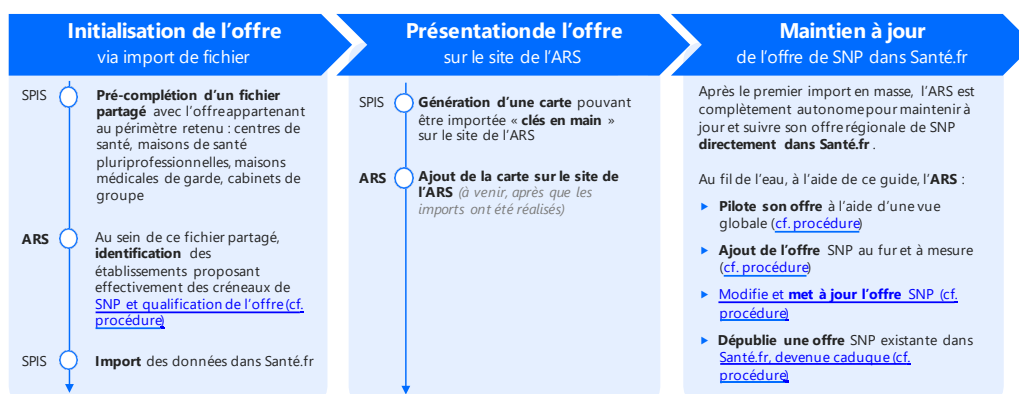 Initialisation de l'offre
via import de fichier
SPIS
Pré-complétion d'un fichier
partagé avec l'offre appartenant
au périmètre retenu : centres de
santé, maisons de santé
pluriprofessionnelles, maisons
médicales de garde, cabinets de
groupe
ARS
Au sein de ce fichier partagé,
identification des
établissements proposant
effectivement des créneaux de
SNP et qualification de l'offre (cf.
procédure)
SPIS
Import des données dans Santé.fr
Présentation de l'offre
sur le site de l'ARS
SPIS
Génération d'une carte pouvant
être importée « clés en main »
sur le site de l'ARS
ARS
Ajout de la carte sur le site de
l'ARS (à venir, après que les
imports ont été réalisés)
Maintien à jour
de l'offre de SNP dans Santé.fr
Après le premier import en masse, l'ARS est
complètement autonome pour maintenir à
jour et suivre son offre régionale de SNP
directement dans Santé.fr .
Au fil de l'eau, à l'aide de ce guide, l'ARS :
▶ Pilote son offre à l'aide d'une vue
globale (cf. procédure)
▶ Ajout de l'offre SNP au fur et à mesure
(cf. procédure)
▶ Modifie et met à jour l'offre SNP (cf.
procédure)
▶ Dépublie une offre SNP existante dans
Santé.fr, devenue caduque (cf.
procédure)